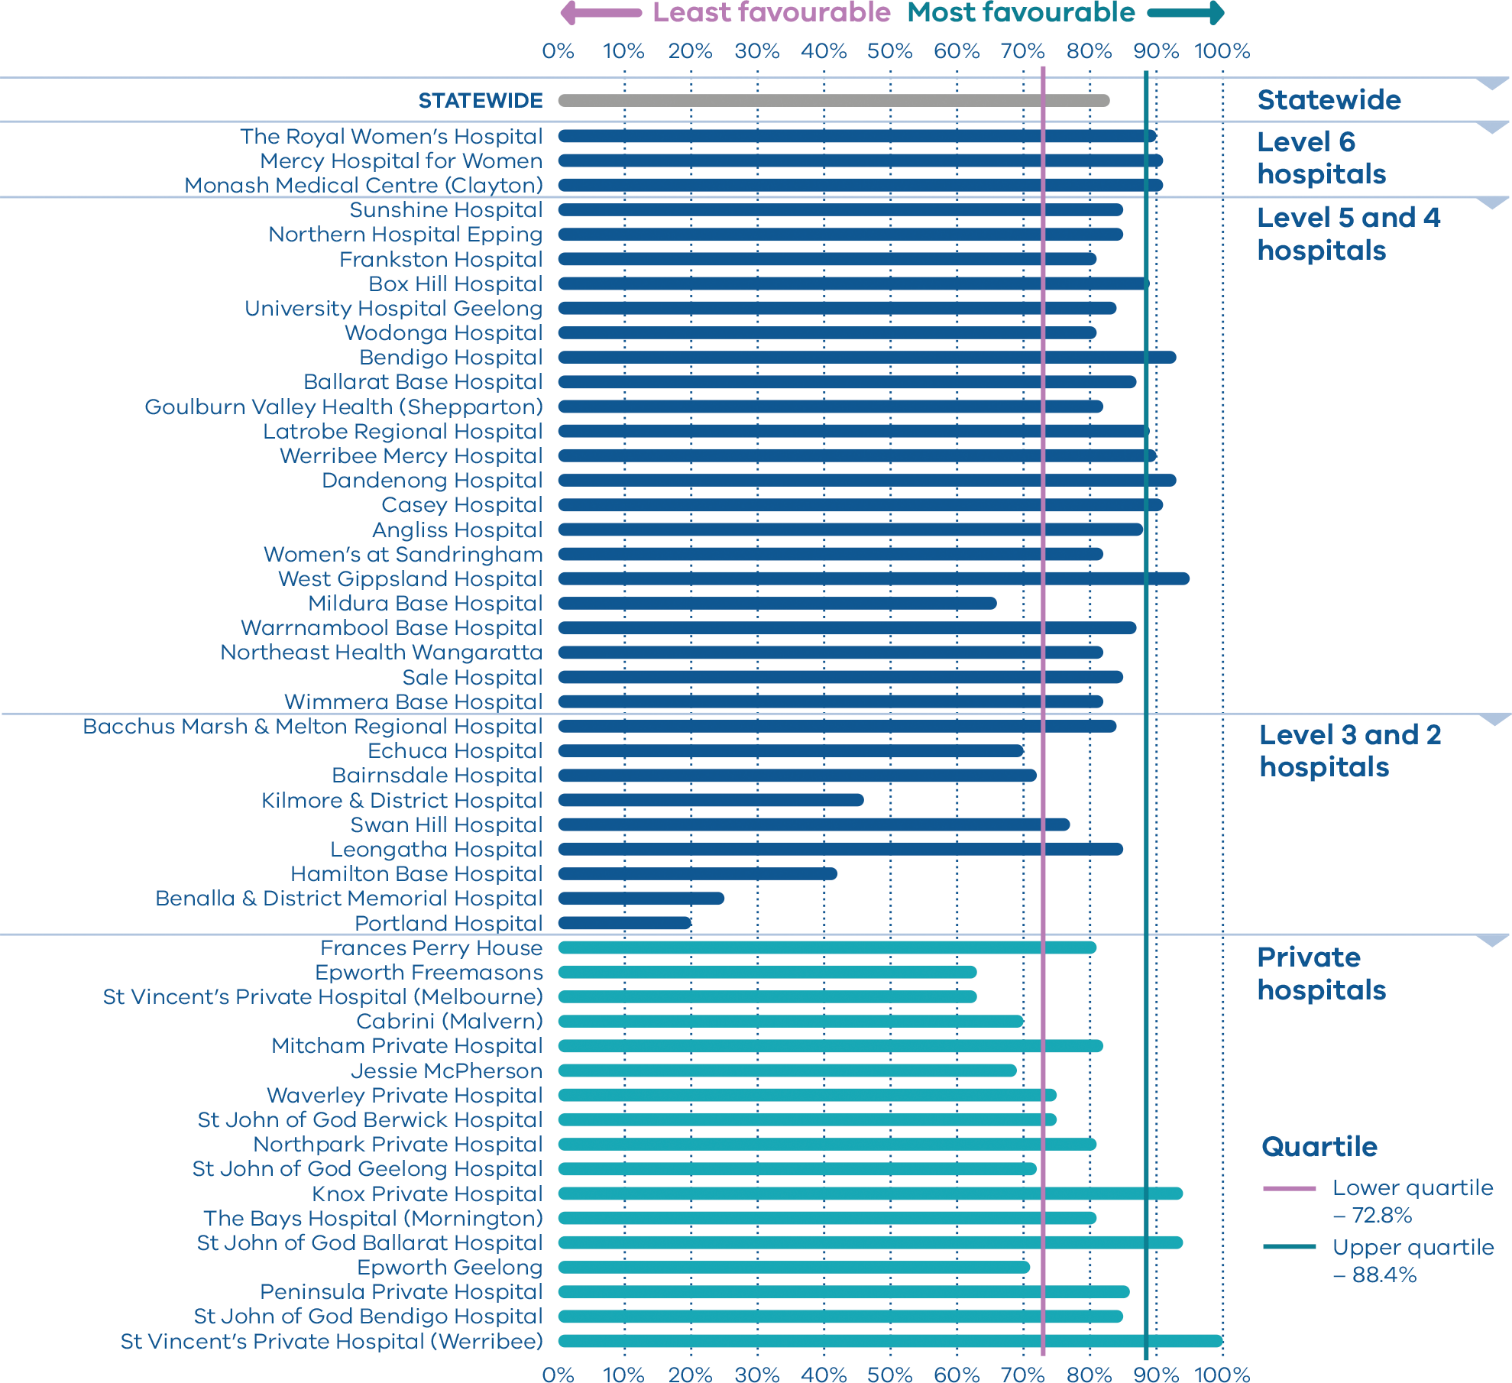 Least favourable Most favourable
0% 10% 20% 30% 40% 50% 60% 70% 80% 90% 100%
STATEWIDE
Statewide
The Royal Women's Hospital
Mercy Hospital for Women
Monash Medical Centre (Clayton)
Level 6
hospitals
Sunshine Hospital
Northern Hospital Epping
Frankston Hospital
Box Hill Hospital
University Hospital Geelong
Wodonga Hospital
Bendigo Hospital
Ballarat Base Hospital
Goulburn Valley Health (Shepparton)
Latrobe Regional Hospital
Werribee Mercy Hospital
Dandenong Hospital
Casey Hospital
Angliss Hospital
Women's at Sandringham
West Gippsland Hospital
Mildura Base Hospital
Warrnambool Base Hospital
Northeast Health Wangaratta
Sale Hospital
Wimmera Base Hospital
Level 5 and 4
hospitals
Bacchus Marsh & Melton Regional Hospital
Echuca Hospital
Bairnsdale Hospital
Kilmore & District Hospital
Swan Hill Hospital
Leongatha Hospital
Hamilton Base Hospital
Benalla & District Memorial Hospital
Portland Hospital
Level 3 and 2
hospitals
Frances Perry House
Epworth Freemasons
St Vincent's Private Hospital (Melbourne)
Cabrini (Malvern)
Mitcham Private Hospital
Jessie McPherson
Waverley Private Hospital
St John of God Berwick Hospital
Northpark Private Hospital
St John of God Geelong Hospital
Knox Private Hospital
The Bays Hospital (Mornington)
St John of God Ballarat Hospital
Epworth Geelong
Peninsula Private Hospital
St John of God Bendigo Hospital
St Vincent's Private Hospital (Werribee)
Private
hospitals
Quartile
Lower quartile
– 72.8%
Upper quartile
– 88.4%
0% 10% 20% 30% 40% 50% 60% 70% 80% 90% 100%